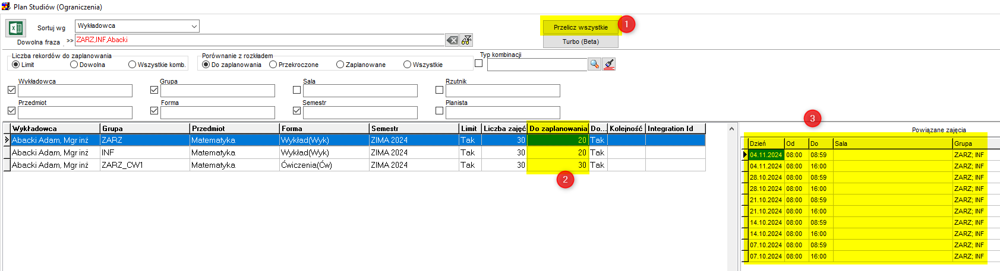 Plan Studiów (Ograniczenia)
Sortuj wg Wykładowca
Przelicz wszystkie 1
Dowolna fraza >> ZARZ,INF,Abacki
Turbo (Beta)
Liczba rekordów do zaplanowania Porównanie z rozkładem Typ kombinacji
Limit Dowolna Wszystkie komb. Do zaplanowania Przekroczone Zaplanowane Wszystkie
Wykładowca Grupa Sala Rzutnik
Przedmiot Forma Semestr Planista
Wykładowca Grupa Przedmiot Forma Semestr Limit Liczba zajęć Do zaplanowania Do... Kolejność Integration Id
Abacki Adam, Mgr inż ZARZ Matematyka Wykład(Wyk) ZIMA 2024 Tak 30 20 Tak
Abacki Adam, Mgr inż INF Matematyka Wykład(Wyk) ZIMA 2024 Tak 30 20 Tak
Abacki Adam, Mgr inż ZARZ_CW1 Matematyka Ćwiczenia(Ćw) ZIMA 2024 Tak 30 30 Tak
2
3
Powiązane zajęcia
Dzień Od Do Sala Grupa
04.11.2024 08:00 08:59 ZARZ; INF
04.11.2024 08:00 16:00 ZARZ; INF
28.10.2024 08:00 08:59 ZARZ; INF
28.10.2024 08:00 16:00 ZARZ; INF
21.10.2024 08:00 08:59 ZARZ; INF
21.10.2024 08:00 16:00 ZARZ; INF
14.10.2024 08:00 08:59 ZARZ; INF
14.10.2024 08:00 16:00 ZARZ; INF
07.10.2024 08:00 08:59 ZARZ; INF
07.10.2024 08:00 16:00 ZARZ; INF